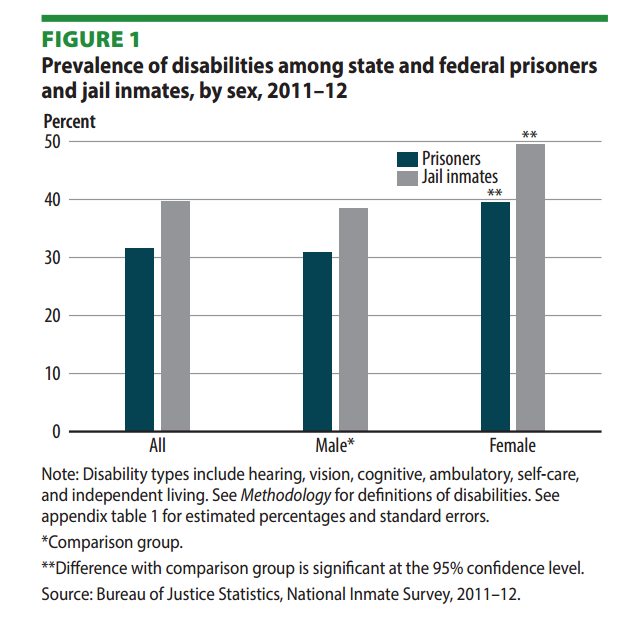 FIGURE 1
Prevalence of disabilities among state and federal prisoners
and jail inmates, by sex, 2011–12
Percent
50
**
Prisoners
Jail inmates
**
40
30
20
10
0
All
Male*
Female
Note: Disability types include hearing, vision, cognitive, ambulatory, self-care,
and independent living. See Methodology for definitions of disabilities. See
appendix table 1 for estimated percentages and standard errors.
*Comparison group.
**Difference with comparison group is significant at the 95% confidence level.
Source: Bureau of Justice Statistics, National Inmate Survey, 2011–12.